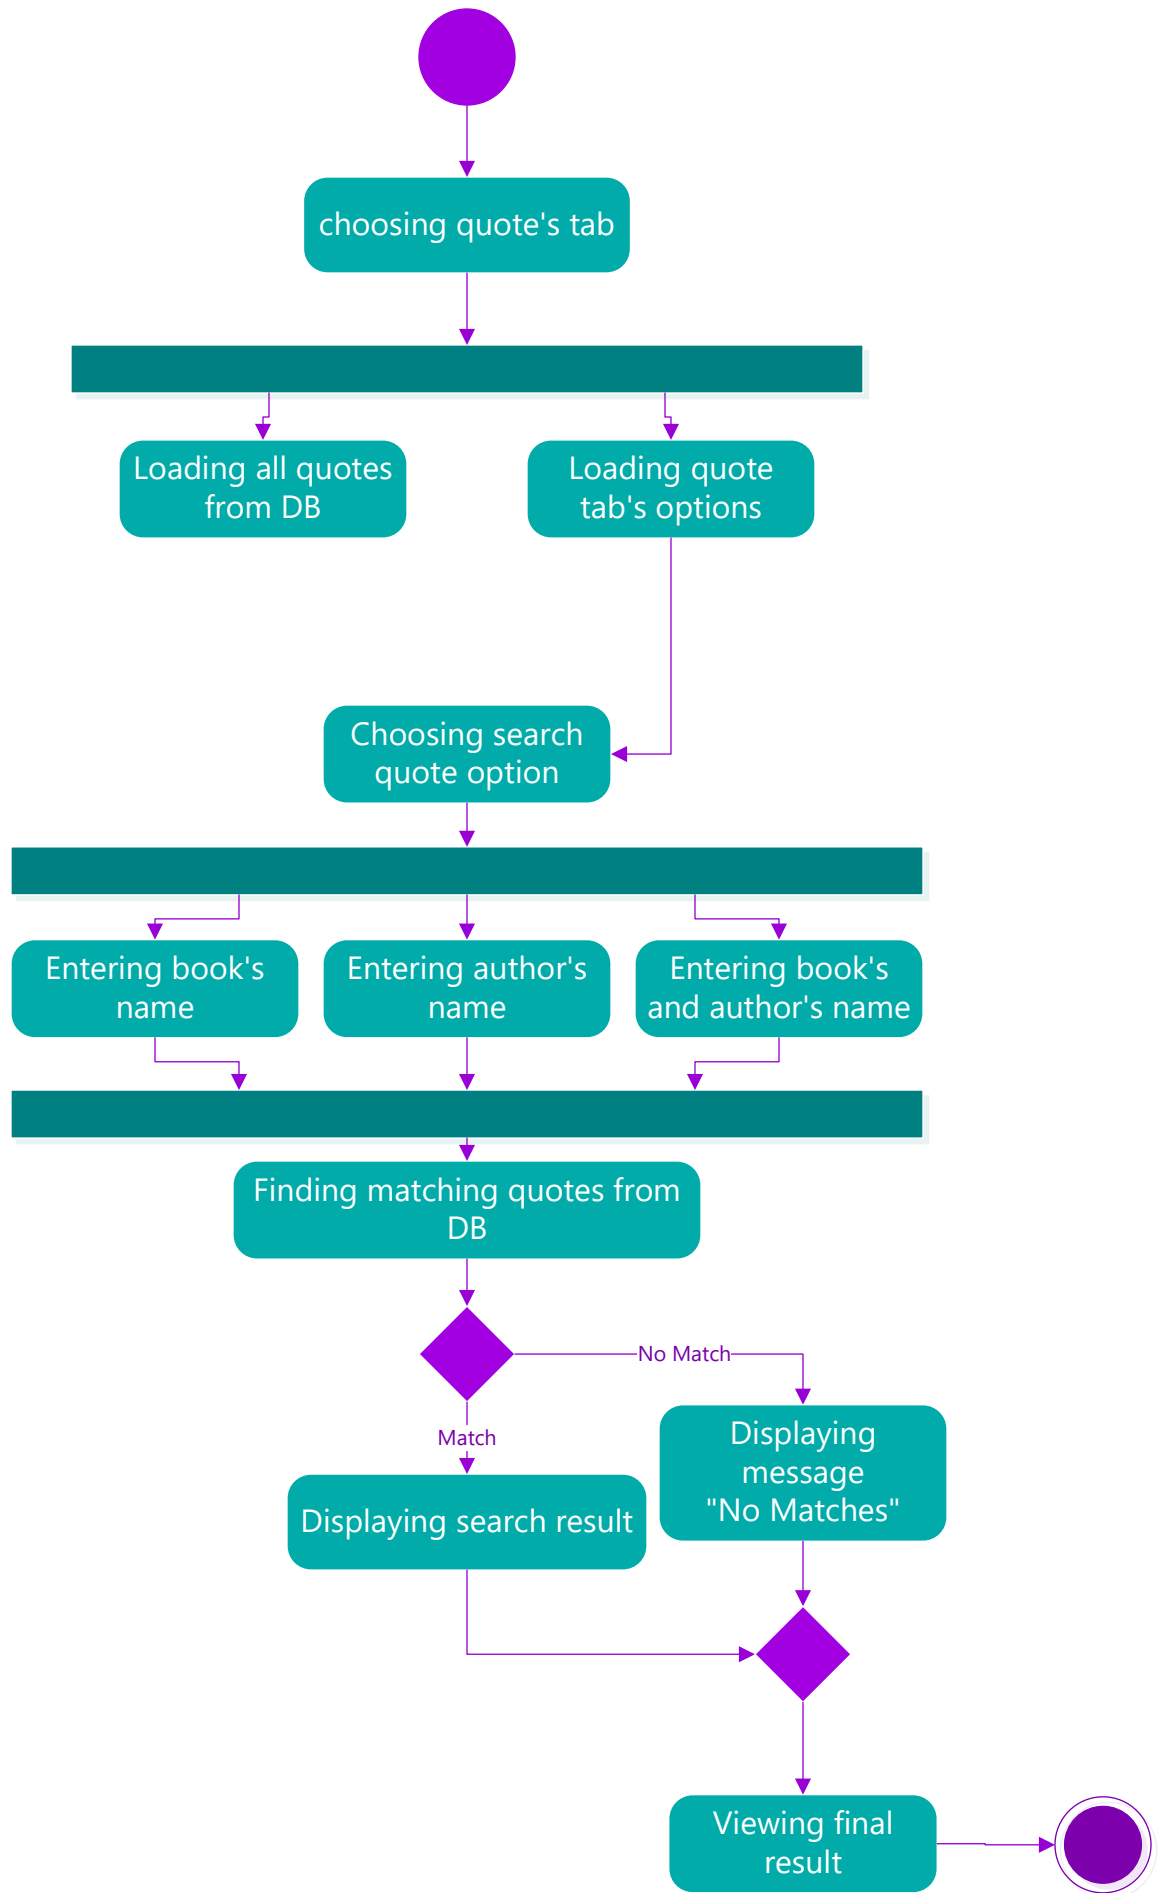 choosing quote's tab
Loading all quotes
from DB
Loading quote
tab's options
Choosing search
quote option
Entering book's
name
Entering author's
name
Entering book's
and author's name
Finding matching quotes from
DB
No Match
Match
Displaying
message
"No Matches"
Displaying search result
Viewing final
result